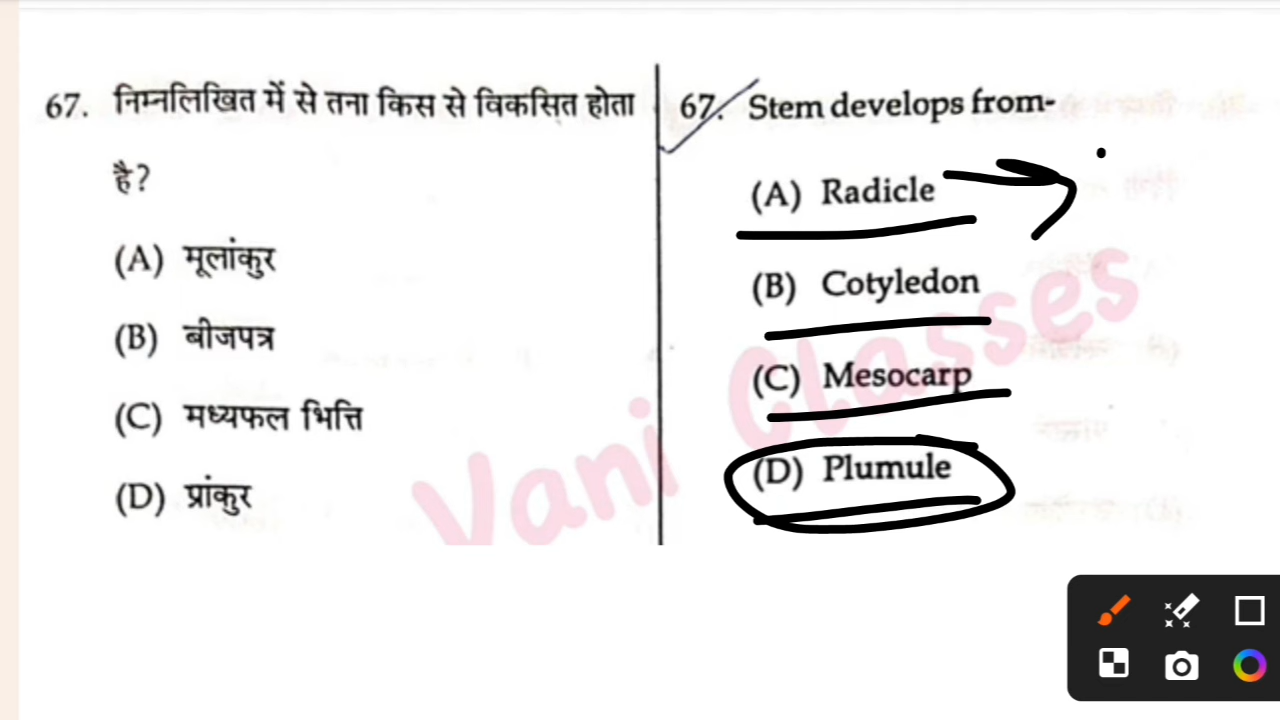 67. निम्नलिखित में से तना किस से विकसित होता
है?
(A) मूलांकुर
(B) बीजपत्र
(C) मध्यफल भित्ति
(D) प्रांकुर
67. Stem develops from-
(A) Radicle
(B) Cotyledon
(C) Mesocarp
(D) Plumule
Vani Classes